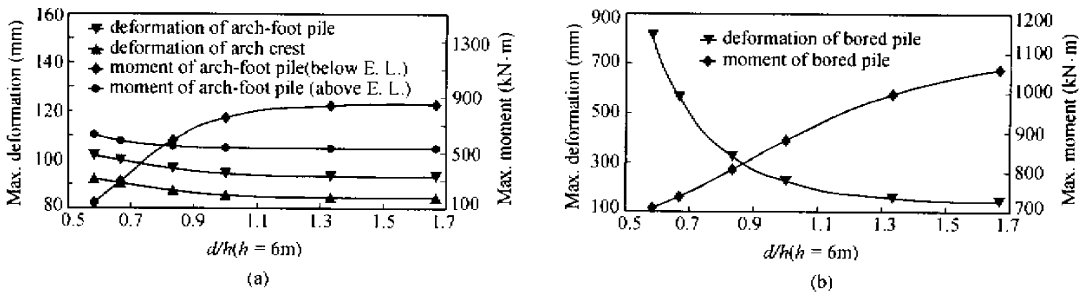 160
140
120
100
80
Max. deformation (mm)
deformation of arch-foot pile
deformation of arch crest
moment of arch-foot pile(below E. L.)
moment of arch-foot pile (above E. L.)
1300
900
500
100
Max. moment (kN·m)
0.5 0.7 0.9 1.1 1.3 1.5 1.7
d/h(h = 6m)
(a)
900
700
500
300
100
Max. deformation (mm)
deformation of bored pile
moment of bored pile
1200
1100
1000
900
800
700
Max. moment (kN·m)
0.5 0.7 0.9 1.1 1.3 1.5 1.7
d/h(h = 6m)
(b)